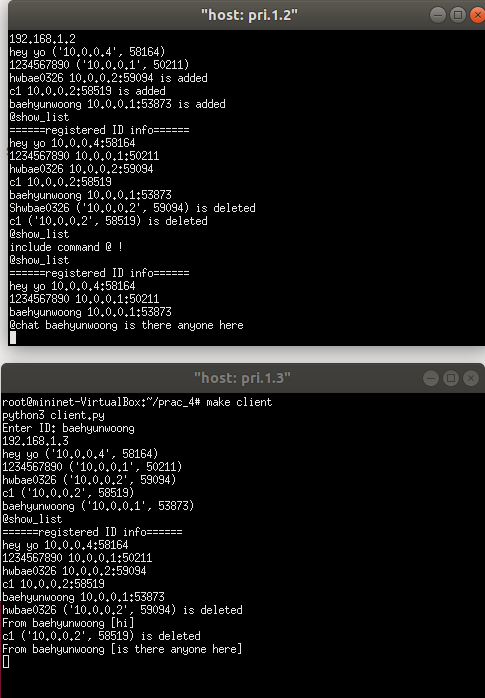 "host: pri.1.2"
192.168.1.2
hey yo ('10.0.0.4', 58164)
1234567890 ('10.0.0.1', 50211)
hwbae0326 10.0.0.2:59094 is added
c1 10.0.0.2:58519 is added
baehyunwoong 10.0.0.1:53873 is added
@show_list
======registered ID info======
hey yo 10.0.0.4:58164
1234567890 10.0.0.1:50211
hwbae0326 10.0.0.2:59094
c1 10.0.0.2:58519
baehyunwoong 10.0.0.1:53873
Shwbae0326 ('10.0.0.2', 59094) is deleted
c1 ('10.0.0.2', 58519) is deleted
@show_list
include command @ !
@show_list
======registered ID info======
hey yo 10.0.0.4:58164
1234567890 10.0.0.1:50211
baehyunwoong 10.0.0.1:53873
@chat baehyunwoong is there anyone here
"host: pri.1.3"
root@mininet-VirtualBox:~/prac_4# make client
python3 client.py
Enter ID: baehyunwoong
192.168.1.3
hey yo ('10.0.0.4', 58164)
1234567890 ('10.0.0.1', 50211)
hwbae0326 ('10.0.0.2', 59094)
c1 ('10.0.0.2', 58519)
baehyunwoong ('10.0.0.1', 53873)
@show_list
======registered ID info======
hey yo 10.0.0.4:58164
1234567890 10.0.0.1:50211
hwbae0326 10.0.0.2:59094
c1 10.0.0.2:58519
baehyunwoong 10.0.0.1:53873
hwbae0326 ('10.0.0.2', 59094) is deleted
From baehyunwoong [hi]
c1 ('10.0.0.2', 58519) is deleted
From baehyunwoong [is there anyone here]